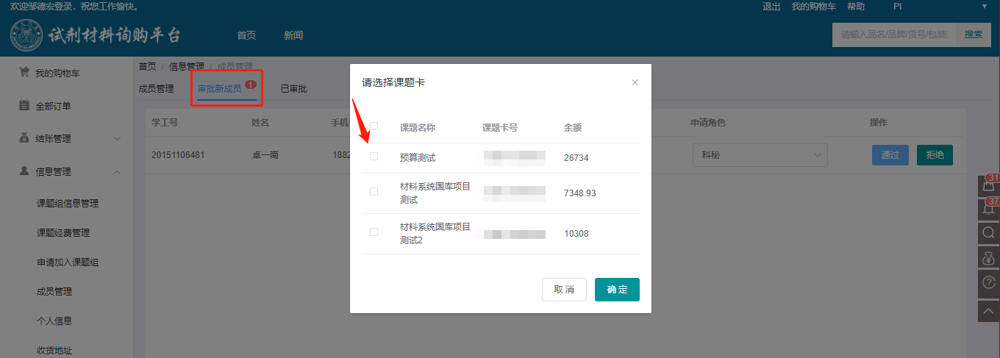 欢迎邹德宏登录，祝您工作愉快。
退出 我的购物车 帮助 PI
试剂材料询购平台
首页 新闻
请输入品名/品牌/货号/包装
搜索
我的购物车
全部订单
结账管理
信息管理
课题组信息管理
课题经费管理
申请加入课题组
成员管理
个人信息
收货地址
首页 / 信息管理 / 成员管理
成员管理 审批新成员 1 已审批
学工号 姓名 手机 申请角色 操作
20151106481 卓一南 1882 科秘 通过 拒绝
请选择课题卡
课题名称 课题卡号 余额
预算测试 26734
材料系统国库项目
测试 7348.93
材料系统国库项目
测试2 10308
取消 确定
31
37